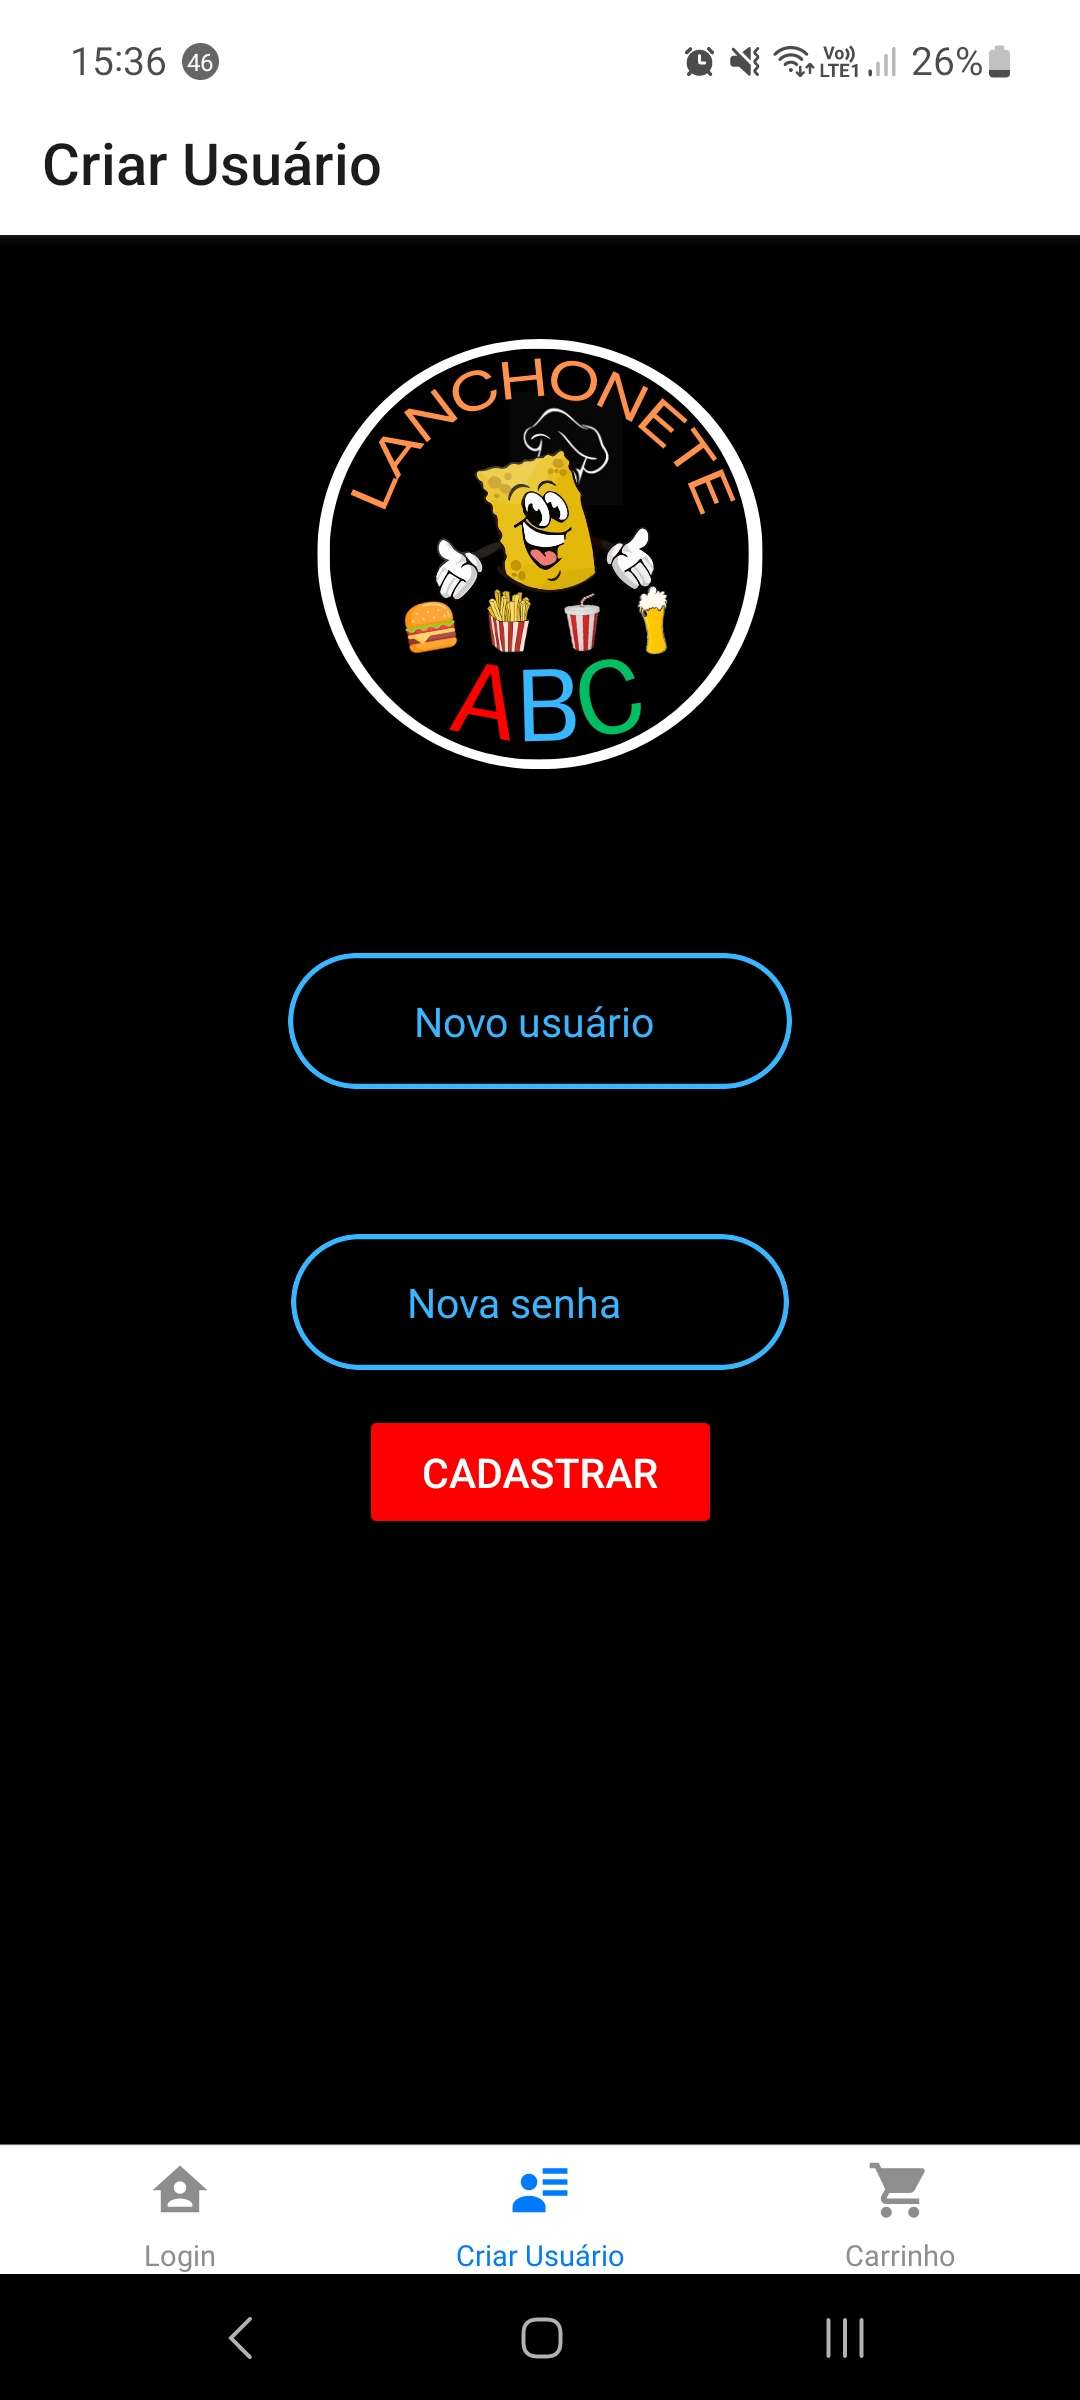 15:36 46 Vo)) LTE1 26%
Criar Usuário
LANCHONETE
ABC
Novo usuário
Nova senha
CADASTRAR
Login Criar Usuário Carrinho